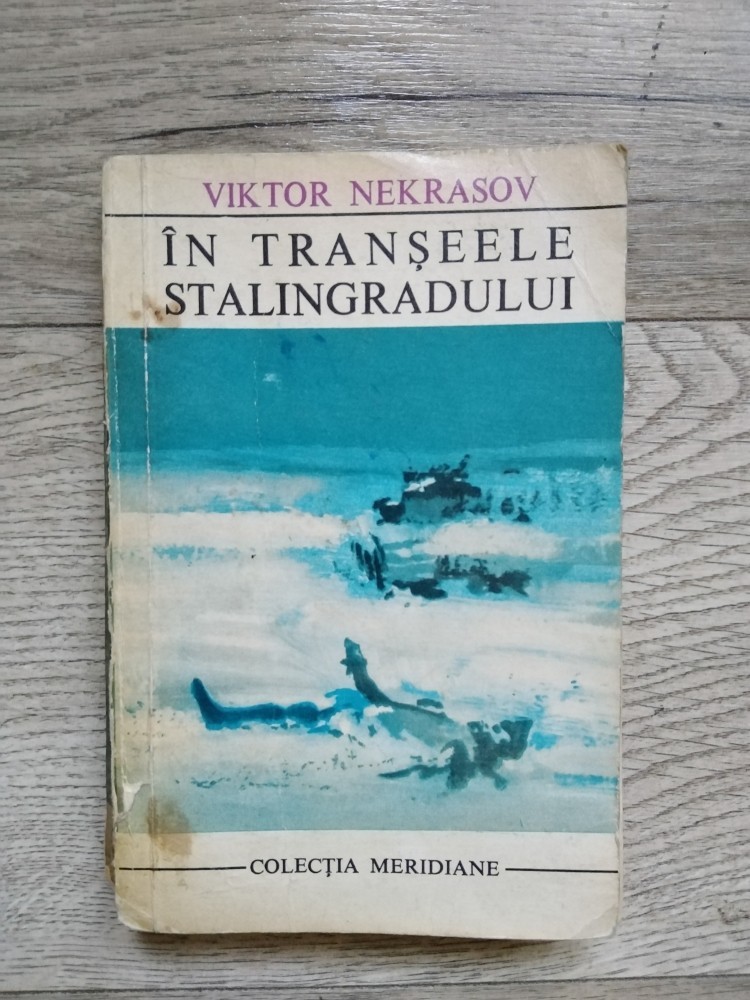 VIKTOR NEKRASOV
ÎN TRANȘEELE
STALINGRADULUI
COLECȚIA MERIDIANE